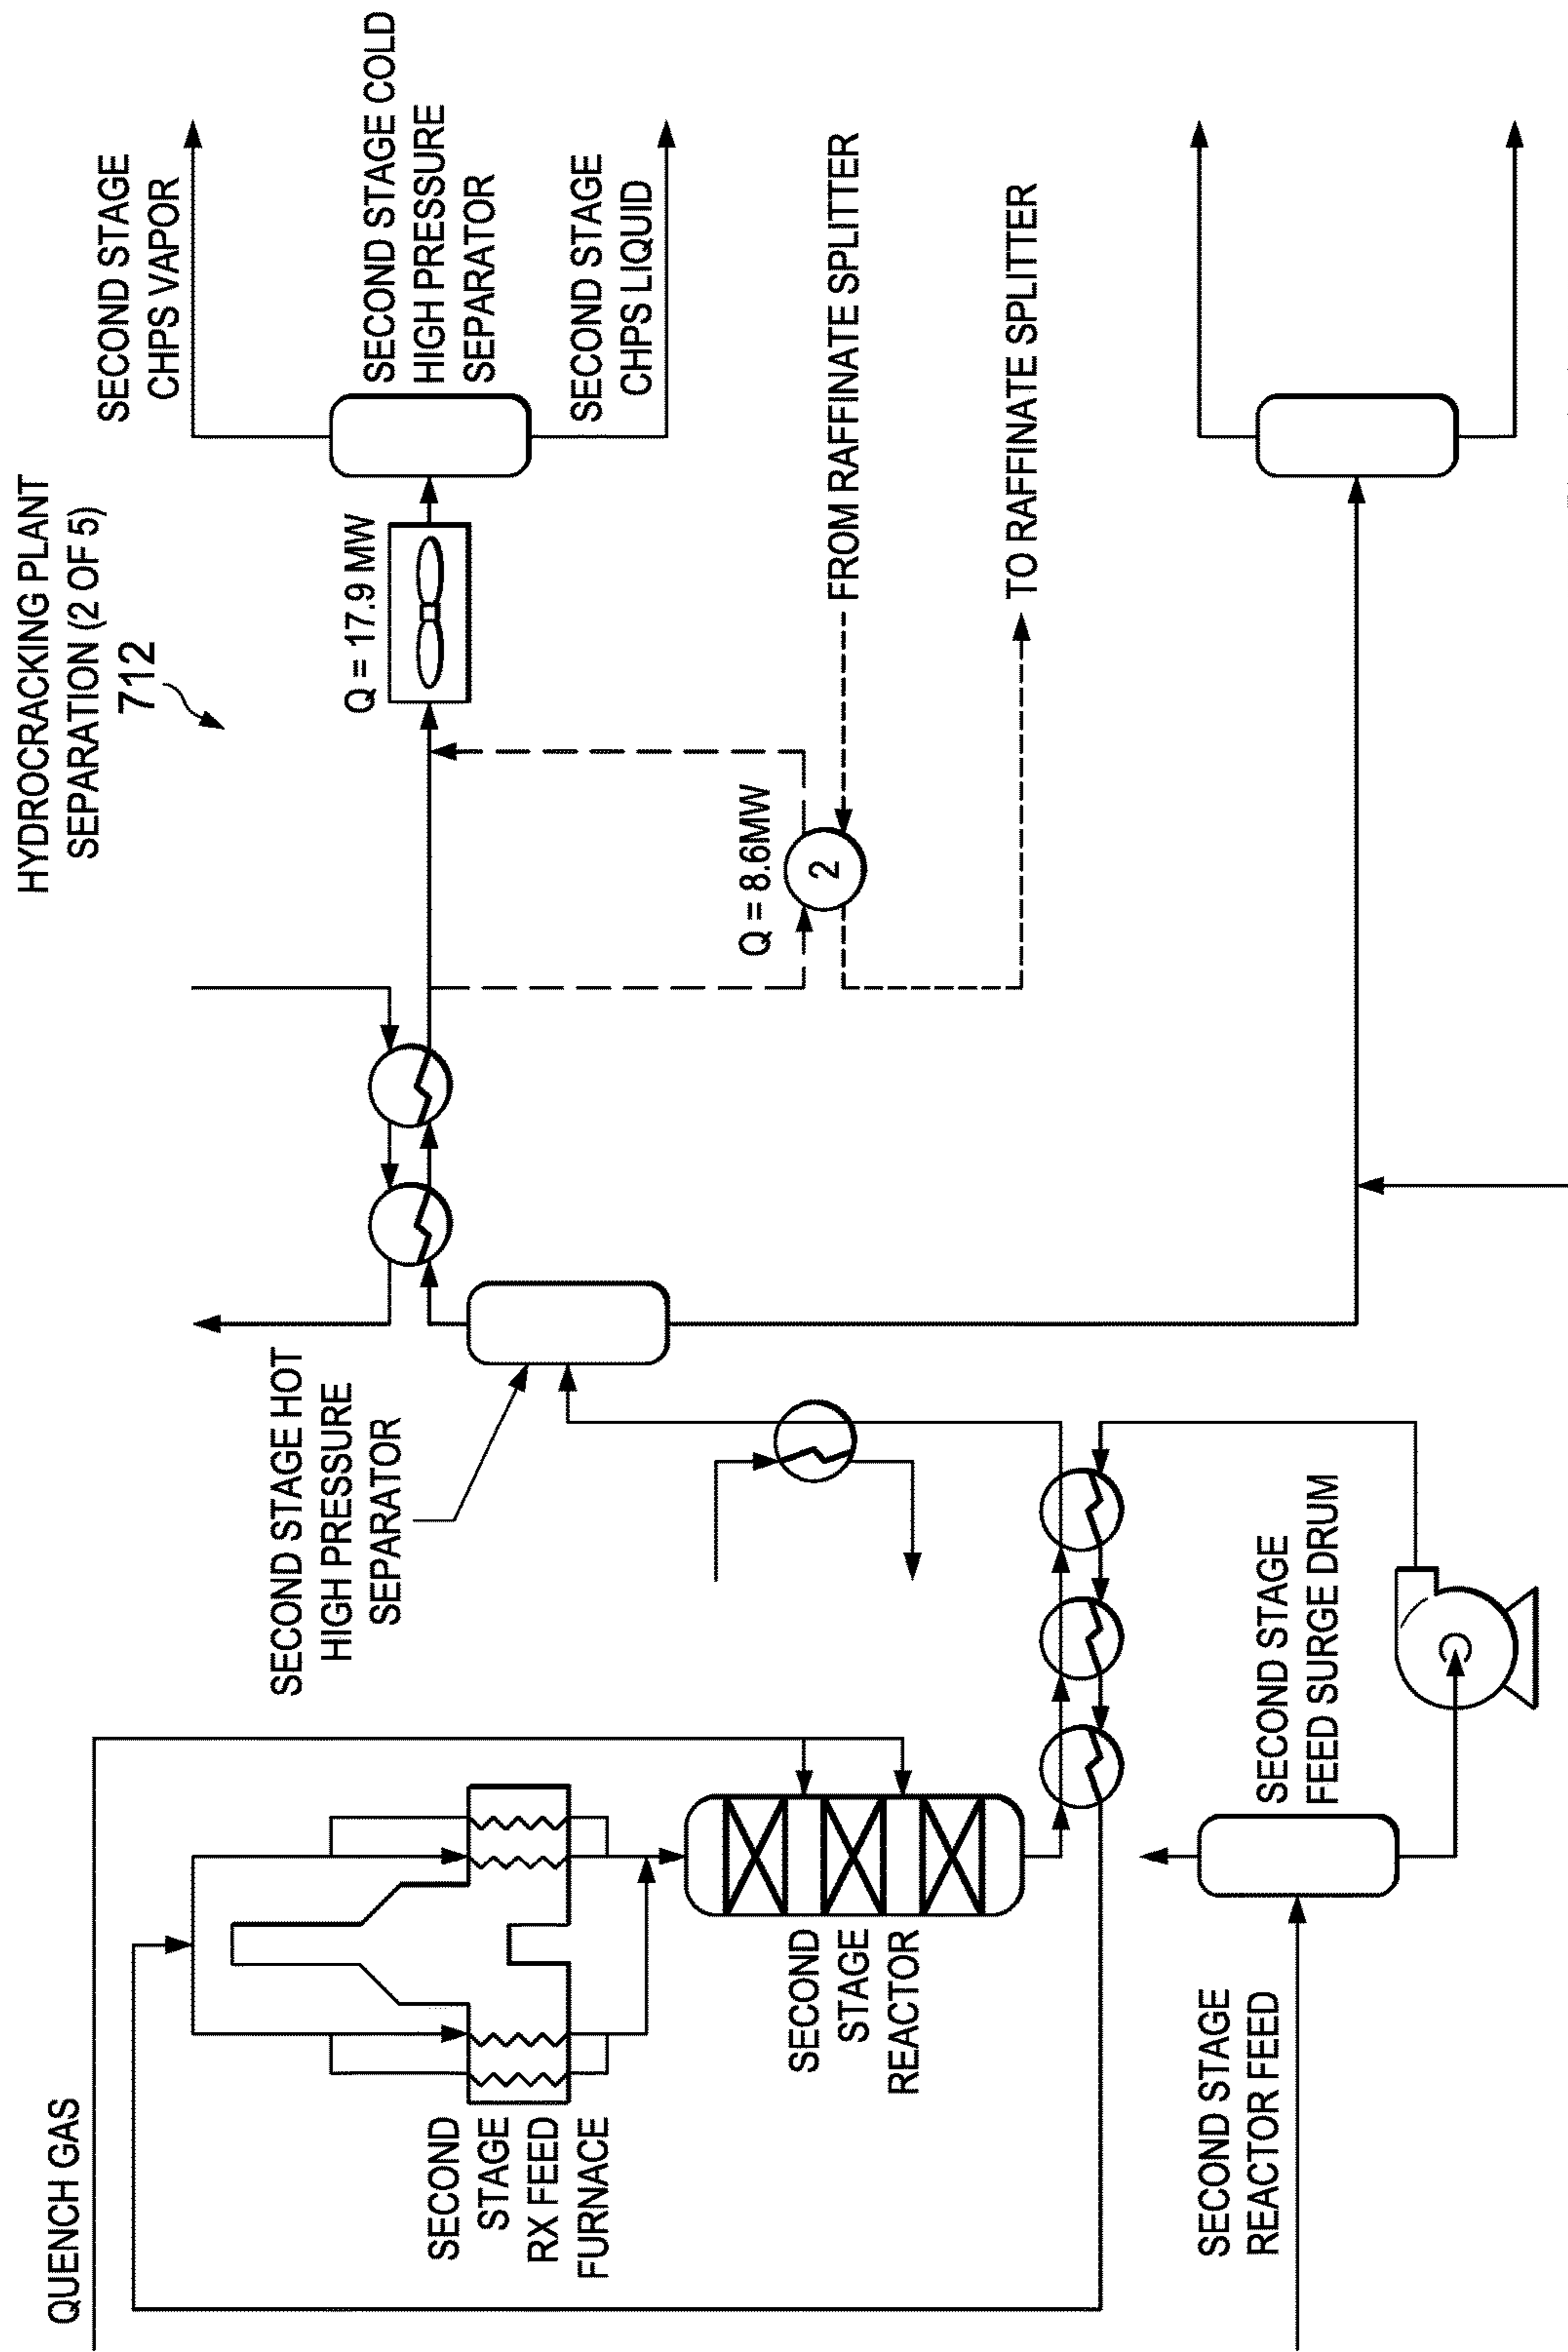 HYDROCRACKING PLANT
SEPARATION (2 OF 5)
712
QUENCH GAS
SECOND
STAGE
RX FEED
FURNACE
SECOND
STAGE
REACTOR
SECOND STAGE
REACTOR FEED
SECOND STAGE
FEED SURGE DRUM
SECOND STAGE HOT
HIGH PRESSURE
SEPARATOR
Q = 8.6MW
2
Q = 17.9 MW
FROM RAFFINATE SPLITTER
TO RAFFINATE SPLITTER
SECOND STAGE
CHPS VAPOR
SECOND STAGE COLD
HIGH PRESSURE
SEPARATOR
SECOND STAGE
CHPS LIQUID